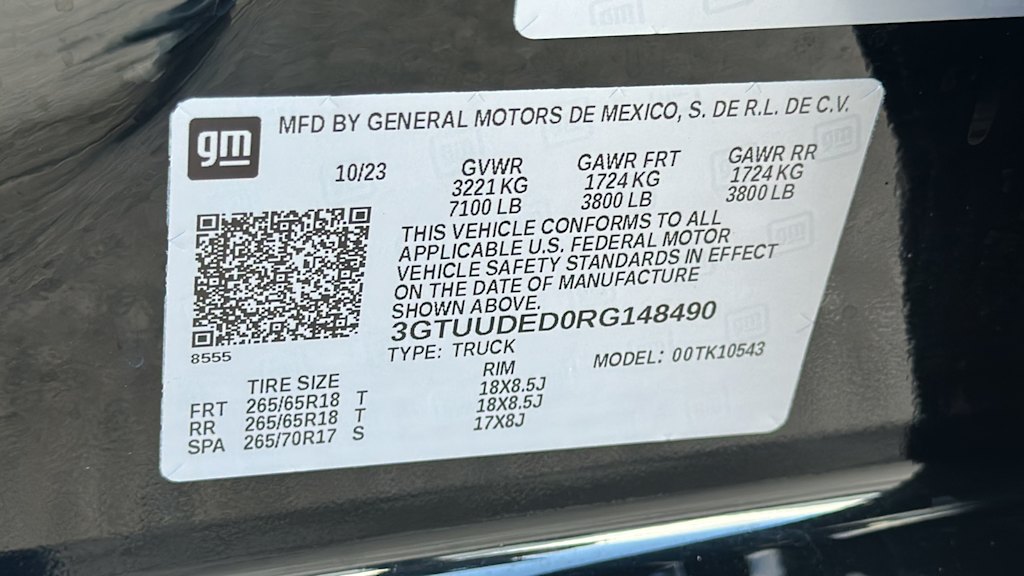 gm
MFD BY GENERAL MOTORS DE MEXICO, S. DE R.L. DE C.V.
10/23 GVWR GAWR FRT GAWR RR
3221 KG 1724 KG 1724 KG
7100 LB 3800 LB 3800 LB
THIS VEHICLE CONFORMS TO ALL
APPLICABLE U.S. FEDERAL MOTOR
VEHICLE SAFETY STANDARDS IN EFFECT
ON THE DATE OF MANUFACTURE
SHOWN ABOVE.
3GTUUDED0RG148490
8555
TYPE: TRUCK MODEL: 00TK10543
TIRE SIZE RIM
FRT 265/65R18 T 18X8.5J
RR 265/65R18 T 18X8.5J
SPA 265/70R17 S 17X8J